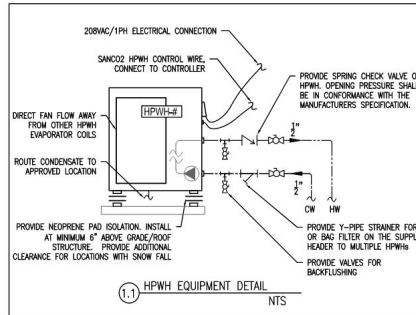 208VAC/1PH ELECTRICAL CONNECTION
SANCO2 HPWH CONTROL WIRE,
CONNECT TO CONTROLLER
PROVIDE SPRING CHECK VALVE O
HPWH. OPENING PRESSURE SHAL
BE IN CONFORMANCE WITH THE
MANUFACTURERS SPECIFICATION.
HPWH-#
DIRECT FAN FLOW AWAY
FROM OTHER HPWH
EVAPORATOR COILS
1"
2
ROUTE CONDENSATE TO
APPROVED LOCATION
1"
2
CW
HW
PROVIDE NEOPRENE PAD ISOLATION. INSTALL
AT MINIMUM 6" ABOVE GRADE/ROOF
STRUCTURE. PROVIDE ADDITIONAL
CLEARANCE FOR LOCATIONS WITH SNOW FALL
PROVIDE Y-PIPE STRAINER FOR
OR BAG FILTER ON THE SUPPL
HEADER TO MULTIPLE HPWHs
PROVIDE VALVES FOR
BACKFLUSHING
1.1
HPWH EQUIPMENT DETAIL
NTS